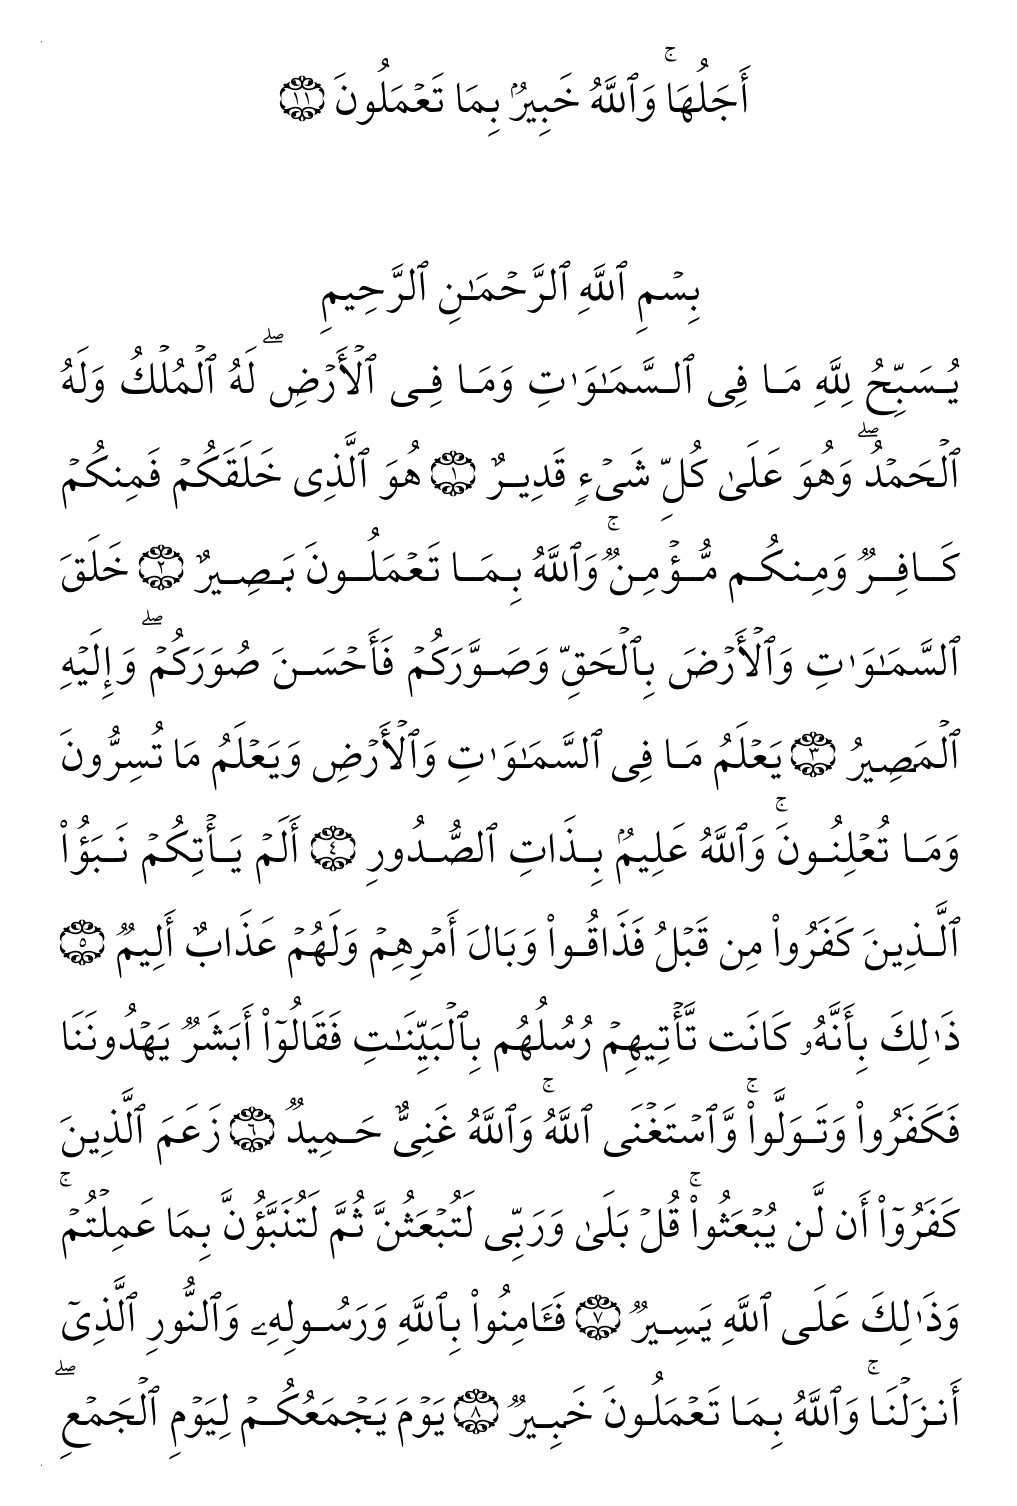 أَجَلُهَاۚ وَٱللَّهُ خَبِيرُۢ بِمَا تَعۡمَلُونَ ١١
بِسۡمِ ٱللَّهِ ٱلرَّحۡمَٰنِ ٱلرَّحِيمِ
يُسَبِّحُ لِلَّهِ مَا فِى ٱلسَّمَٰوَٰتِ وَمَا فِى ٱلۡأَرۡضِۖ لَهُ ٱلۡمُلۡكُ وَلَهُ
ٱلۡحَمۡدُۖ وَهُوَ عَلَىٰ كُلِّ شَىۡءٍ قَدِيرٌ ١ هُوَ ٱلَّذِى خَلَقَكُمۡ فَمِنكُمۡ
كَافِرٌ وَمِنكُم مُّؤۡمِنٌۚ وَٱللَّهُ بِمَا تَعۡمَلُونَ بَصِيرٌ ٢ خَلَقَ
ٱلسَّمَٰوَٰتِ وَٱلۡأَرۡضَ بِٱلۡحَقِّ وَصَوَّرَكُمۡ فَأَحۡسَنَ صُوَرَكُمۡۖ وَإِلَيۡهِ
ٱلۡمَصِيرُ ٣ يَعۡلَمُ مَا فِى ٱلسَّمَٰوَٰتِ وَٱلۡأَرۡضِ وَيَعۡلَمُ مَا تُسِرُّونَ
وَمَا تُعۡلِنُونَۚ وَٱللَّهُ عَلِيمُۢ بِذَاتِ ٱلصُّدُورِ ٤ أَلَمۡ يَأۡتِكُمۡ نَبَؤُاْ
ٱلَّذِينَ كَفَرُواْ مِن قَبۡلُ فَذَاقُواْ وَبَالَ أَمۡرِهِمۡ وَلَهُمۡ عَذَابٌ أَلِيمٌ ٥
ذَٰلِكَ بِأَنَّهُۥ كَانَت تَّأۡتِيهِمۡ رُسُلُهُم بِٱلۡبَيِّنَٰتِ فَقَالُوٓاْ أَبَشَرٌ يَهۡدُونَنَا
فَكَفَرُواْ وَتَوَلَّواْۚ وَّٱسۡتَغۡنَى ٱللَّهُۚ وَٱللَّهُ غَنِىٌّ حَمِيدٌ ٦ زَعَمَ ٱلَّذِينَ
كَفَرُوٓاْ أَن لَّن يُبۡعَثُواْۚ قُلۡ بَلَىٰ وَرَبِّى لَتُبۡعَثُنَّ ثُمَّ لَتُنَبَّؤُنَّ بِمَا عَمِلۡتُمۡۚ
وَذَٰلِكَ عَلَى ٱللَّهِ يَسِيرٌ ٧ فَـَٔامِنُواْ بِٱللَّهِ وَرَسُولِهِۦ وَٱلنُّورِ ٱلَّذِىٓ
أَنزَلۡنَاۚ وَٱللَّهُ بِمَا تَعۡمَلُونَ خَبِيرٌ ٨ يَوۡمَ يَجۡمَعُكُمۡ لِيَوۡمِ ٱلۡجَمۡعِۖ